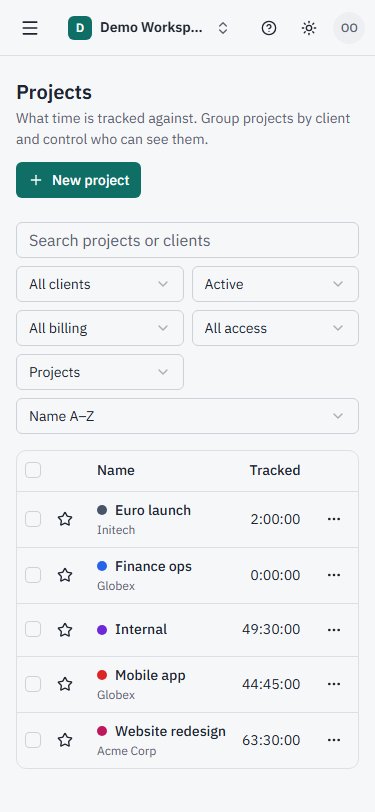 D Demo Worksp... OO
Projects
What time is tracked against. Group projects by client
and control who can see them.
+ New project
Search projects or clients
All clients Active
All billing All access
Projects
Name A–Z
Name Tracked
Euro launch 2:00:00
Initech
Finance ops 0:00:00
Globex
Internal 49:30:00
Mobile app 44:45:00
Globex
Website redesign 63:30:00
Acme Corp